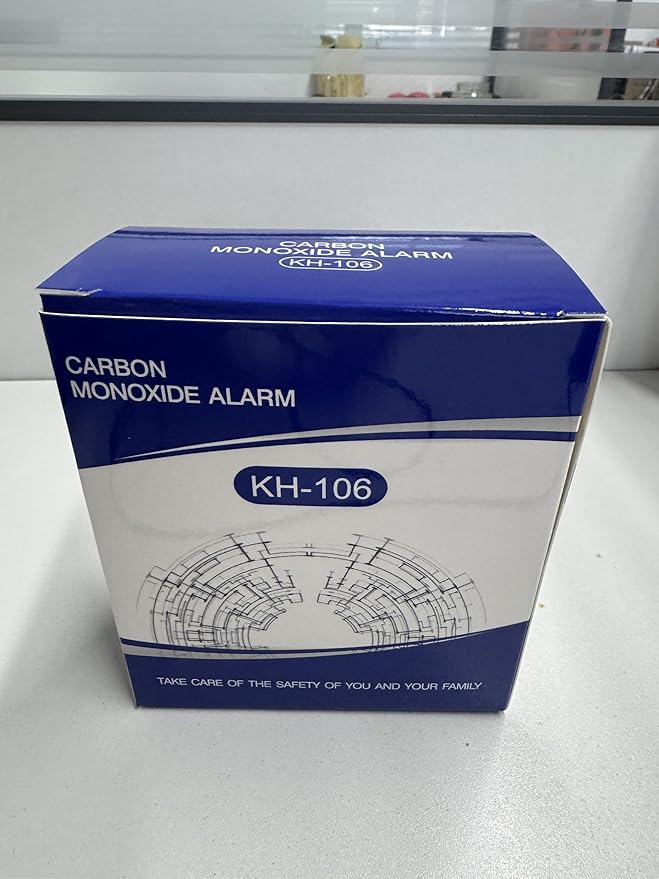 CARBON
MONOXIDE ALARM
KH-106
CARBON
MONOXIDE ALARM
KH-106
TAKE CARE OF THE SAFETY OF YOU AND YOUR FAMILY